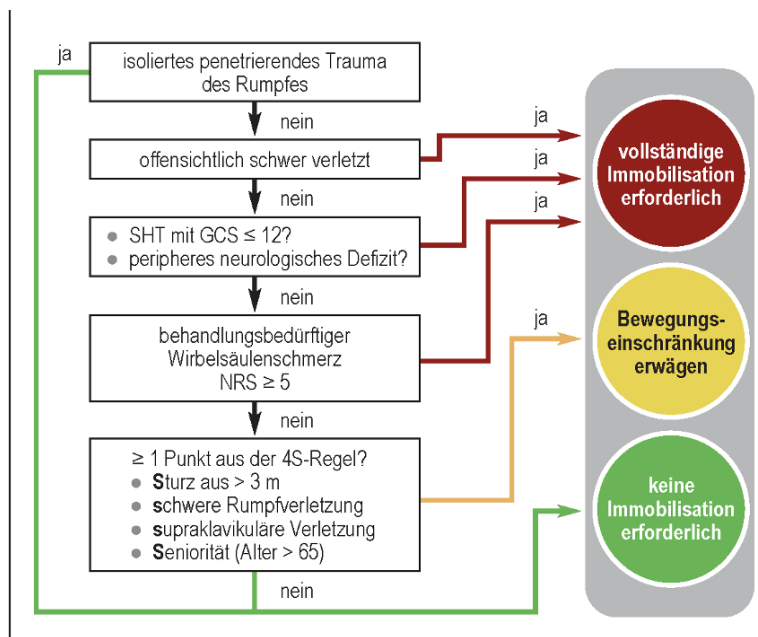 ja
isoliertes penetrierendes Trauma
des Rumpfes
nein
offensichtlich schwer verletzt
ja
nein
● SHT mit GCS ≤ 12?
● peripheres neurologisches Defizit?
ja
nein
behandlungsbedürftiger
Wirbelsäulenschmerz
NRS ≥ 5
ja
nein
≥ 1 Punkt aus der 4S-Regel?
● Sturz aus > 3 m
● schwere Rumpfverletzung
● supraklavikuläre Verletzung
● Seniorität (Alter > 65)
ja
nein
vollständige
Immobilisation
erforderlich
Bewegungs-
einschränkung
erwägen
keine
Immobilisation
erforderlich